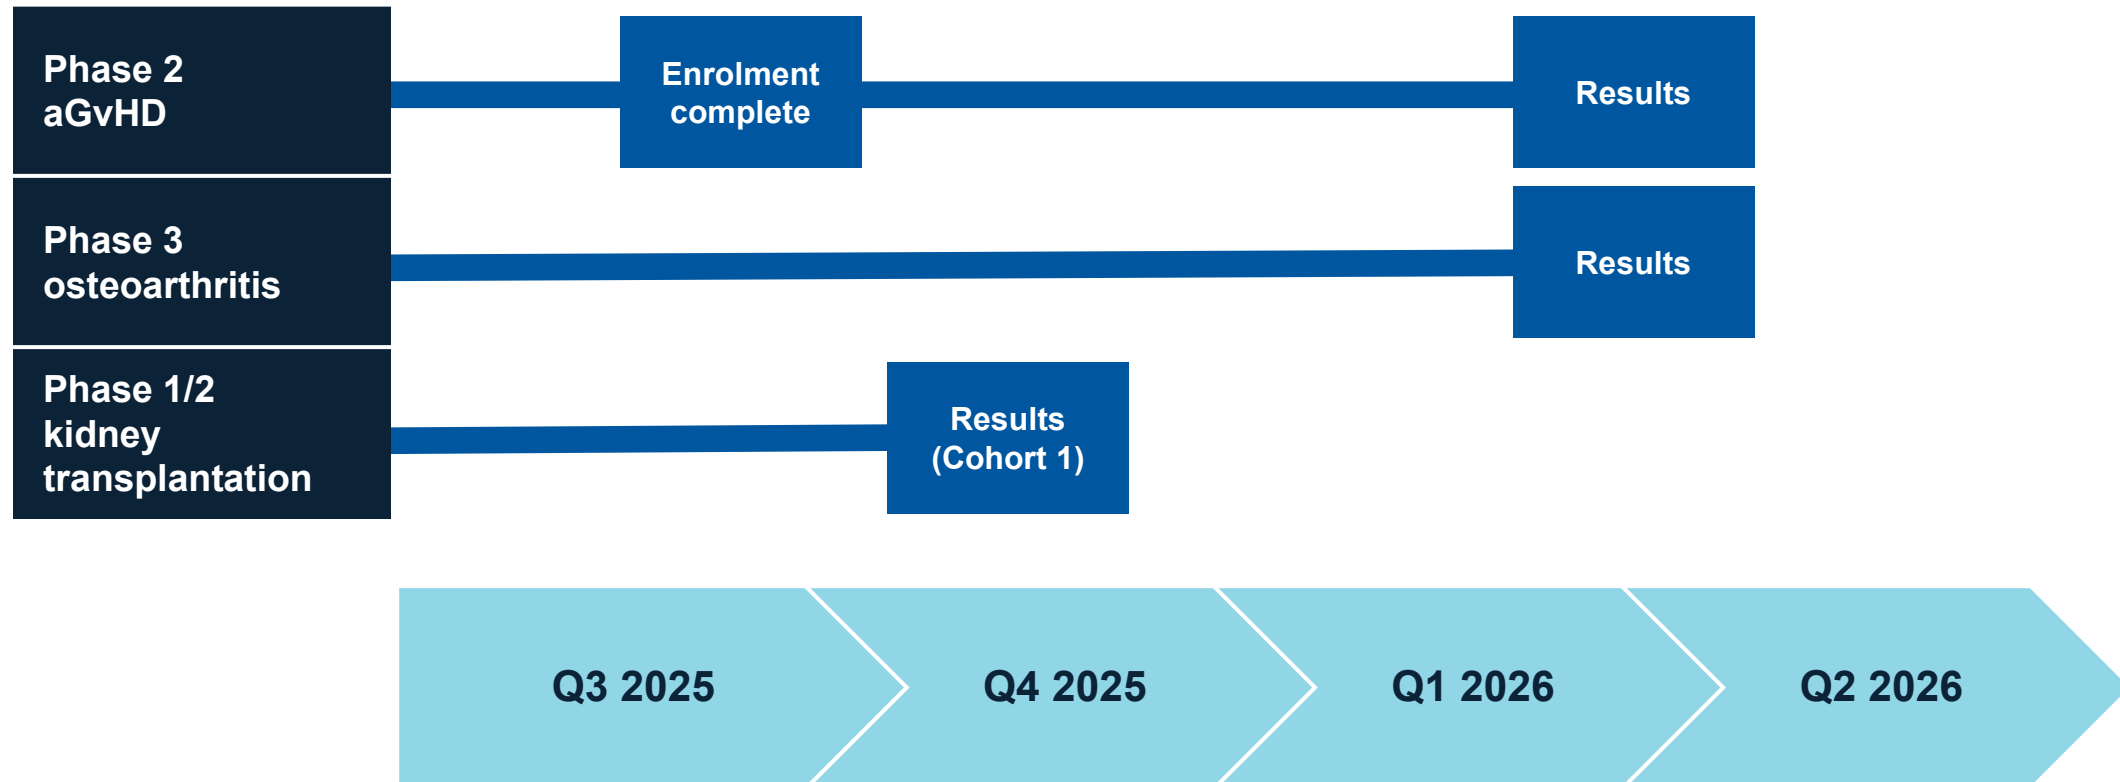 Phase 2
aGvHD
Enrolment
complete
Results
Phase 3
osteoarthritis
Results
Phase 1/2
kidney
transplantation
Results
(Cohort 1)
Q3 2025
Q4 2025
Q1 2026
Q2 2026